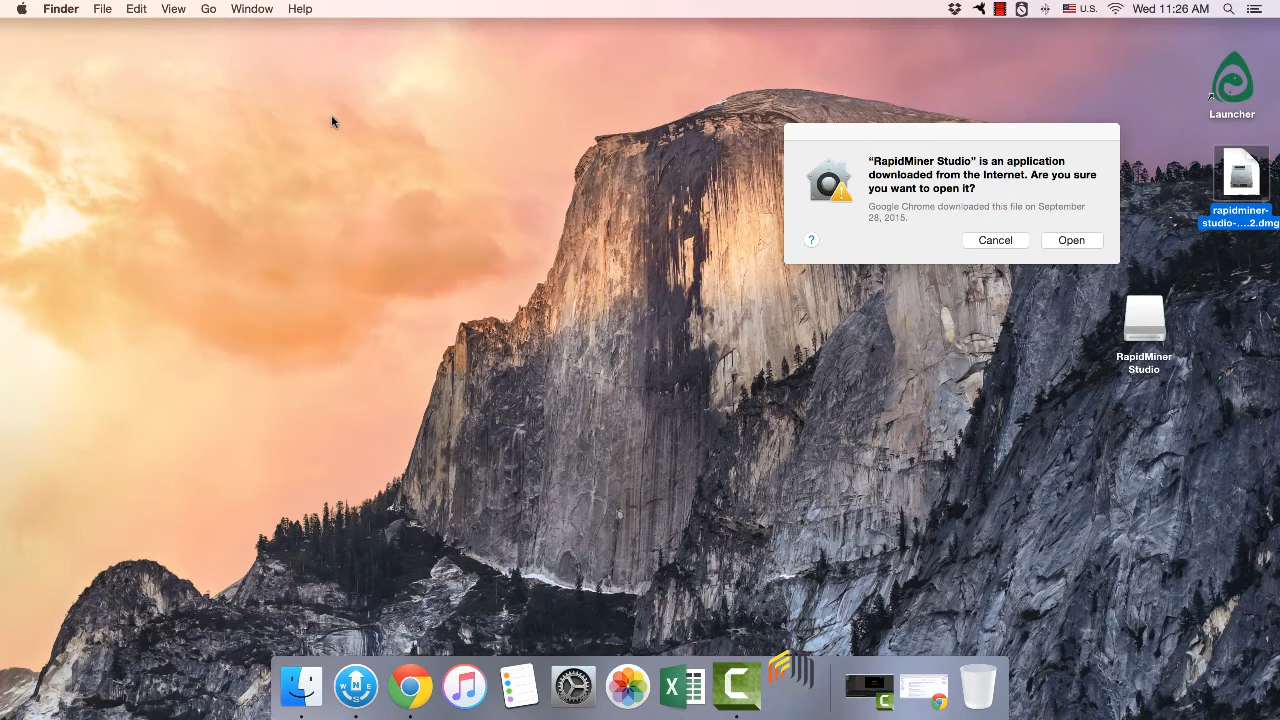 Finder File Edit View Go Window Help
U.S. Wed 11:26 AM
Launcher
“RapidMiner Studio” is an application
downloaded from the Internet. Are you sure
you want to open it?
Google Chrome downloaded this file on September
28, 2015.
? Cancel Open
rapidminer-
studio-....2.dmg
RapidMiner
Studio